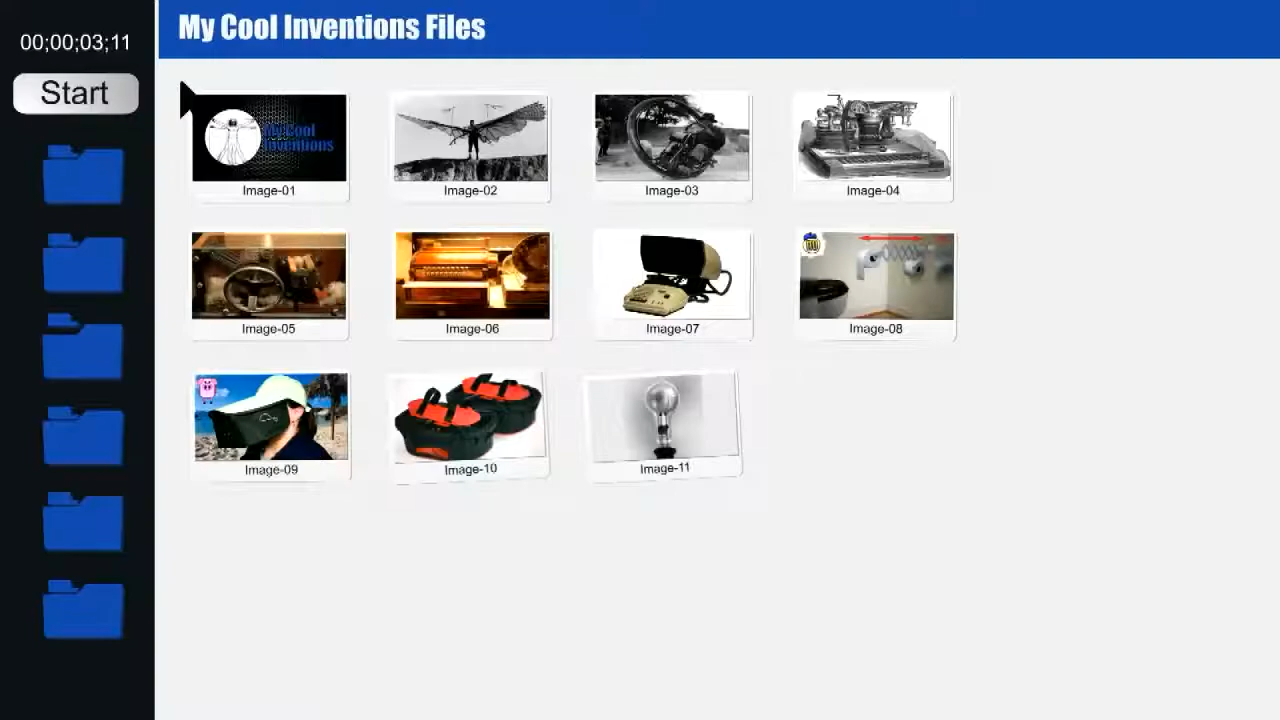 00;00;03;11
Start
My Cool Inventions Files
My Cool
Inventions
Image-01
Image-02
Image-03
Image-04
Image-05
Image-06
Image-07
Image-08
Image-09
Image-10
Image-11